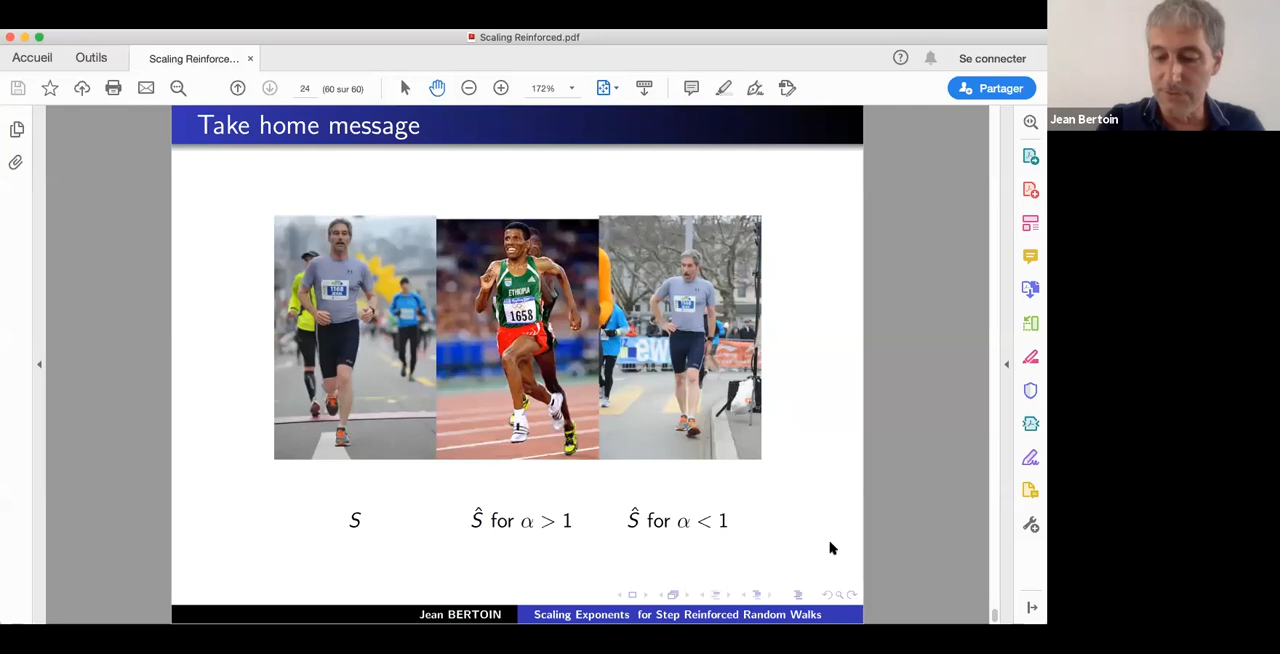 Scaling Reinforced.pdf
Accueil
Outils
Scaling Reinforce...
×
Se connecter
24
(60 sur 60)
172%
Partager
Jean Bertoin
Take home message
ETHIOPIA
1658
S
Ŝ for α > 1
Ŝ for α < 1
Jean BERTOIN
Scaling Exponents for Step Reinforced Random Walks